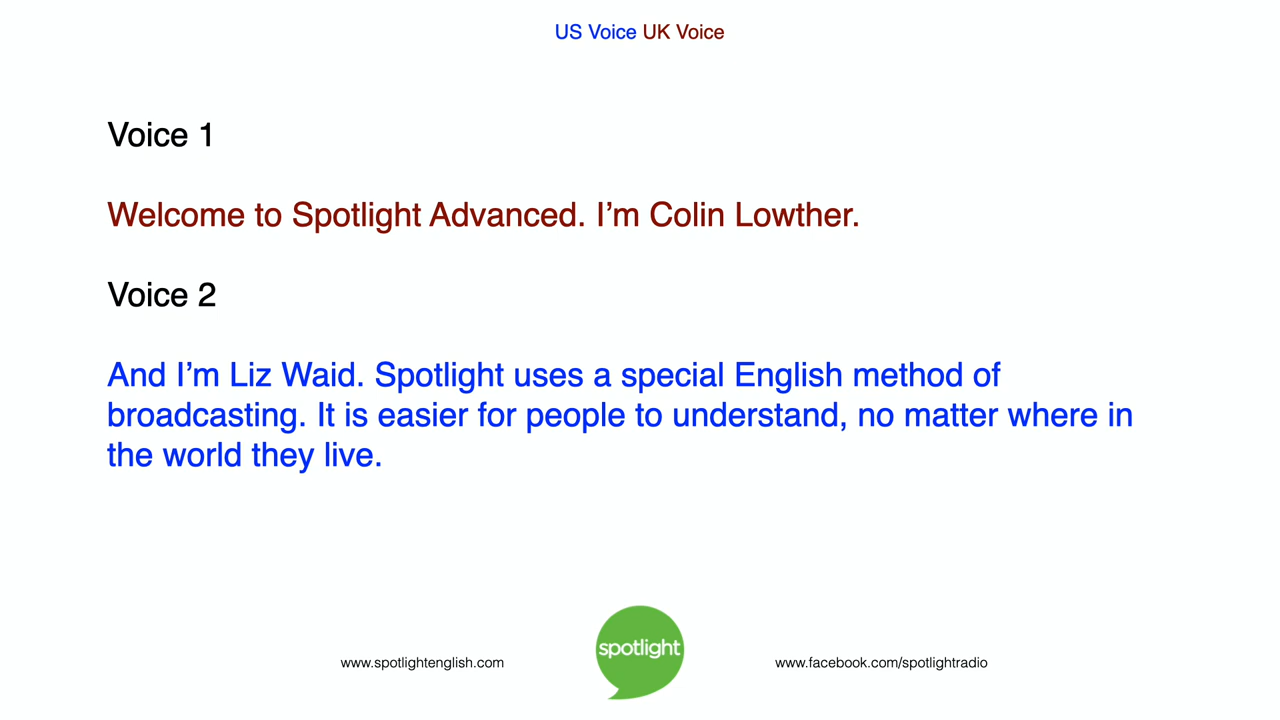 US Voice UK Voice
Voice 1
Welcome to Spotlight Advanced. I’m Colin Lowther.
Voice 2
And I’m Liz Waid. Spotlight uses a special English method of
broadcasting. It is easier for people to understand, no matter where in
the world they live.
www.spotlightenglish.com
spotlight
www.facebook.com/spotlightradio